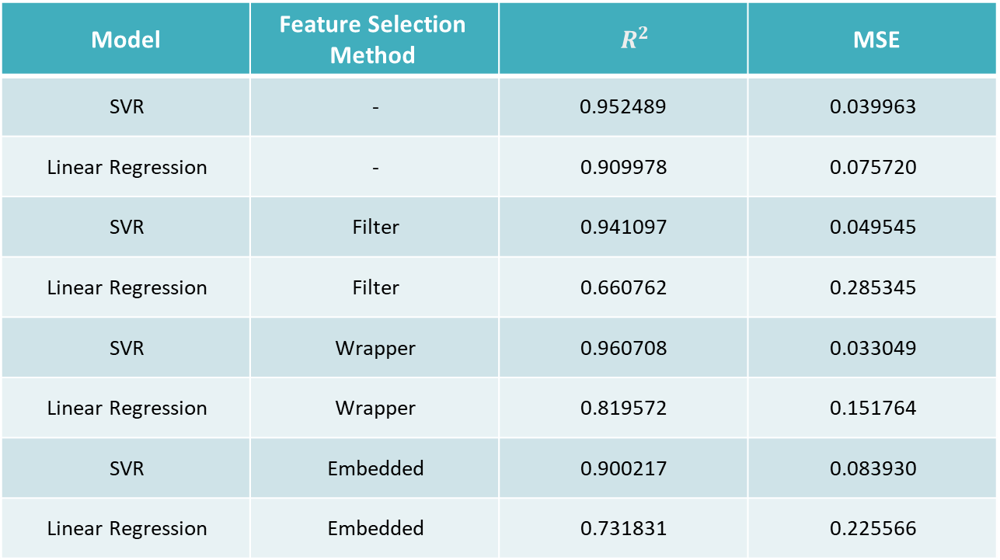 Model Feature Selection Method R² MSE
SVR - 0.952489 0.039963
Linear Regression - 0.909978 0.075720
SVR Filter 0.941097 0.049545
Linear Regression Filter 0.660762 0.285345
SVR Wrapper 0.960708 0.033049
Linear Regression Wrapper 0.819572 0.151764
SVR Embedded 0.900217 0.083930
Linear Regression Embedded 0.731831 0.225566